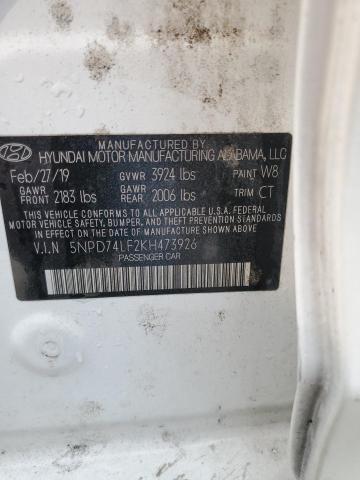 MANUFACTURED BY
HYUNDAI MOTOR MANUFACTURING ALABAMA, LLC
Feb/27/19 GVWR 3924 lbs PAINT W8
GAWR FRONT 2183 lbs GAWR REAR 2006 lbs TRIM CT
THIS VEHICLE CONFORMS TO ALL APPLICABLE U.S.A. FEDERAL
MOTOR VEHICLE SAFETY, BUMPER, AND THEFT PREVENTION
STANDARDS IN EFFECT ON THE DATE OF MANUFACTURE SHOWN ABOVE.
V.I.N 5NPD74LF2KH473926
PASSENGER CAR